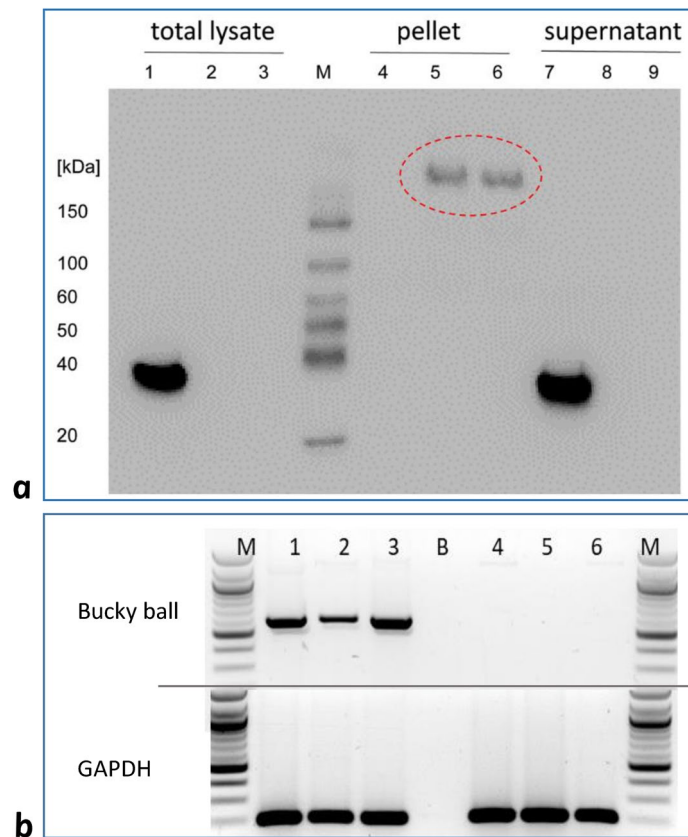 total lysate pellet supernatant
1 2 3 M 4 5 6 7 8 9
[kDa]
150
100
60
50
40
20
a
M 1 2 3 B 4 5 6 M
Bucky ball
GAPDH
b